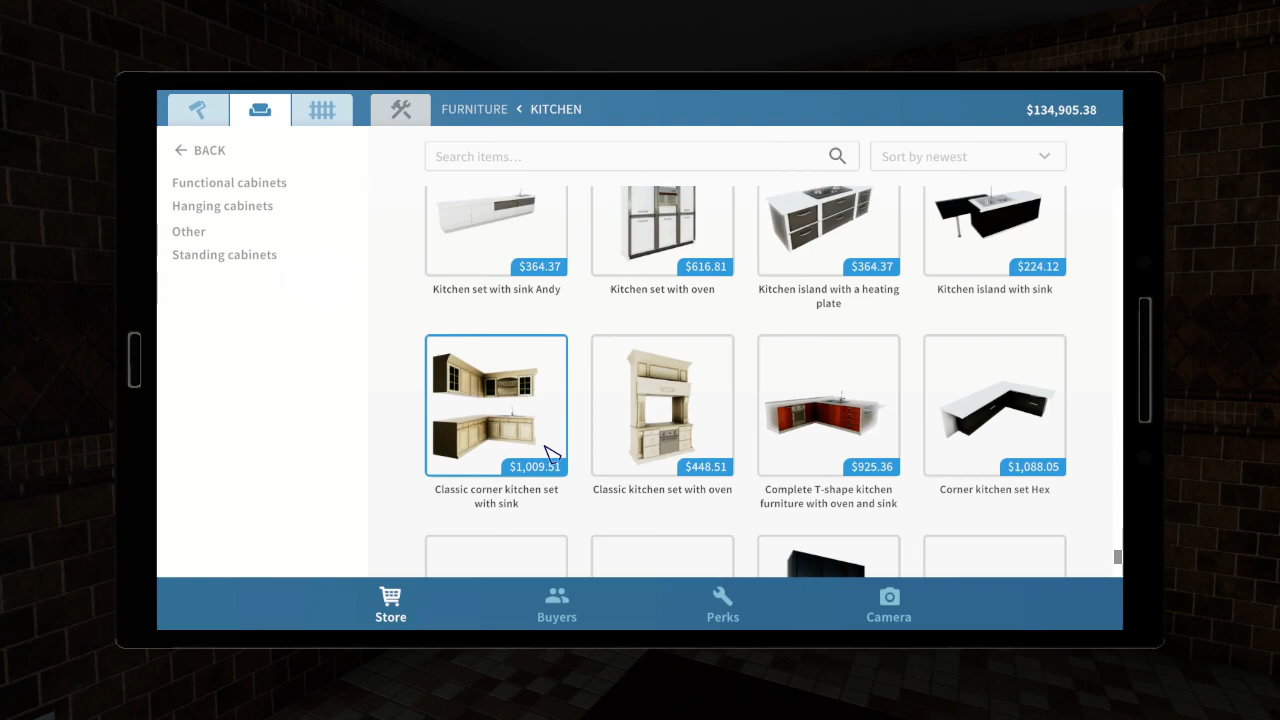 FURNITURE < KITCHEN
$134,905.38
BACK
Search items...
Sort by newest
Functional cabinets
Hanging cabinets
Other
Standing cabinets
$364.37
$616.81
$364.37
$224.12
Kitchen set with sink Andy
Kitchen set with oven
Kitchen island with a heating
plate
Kitchen island with sink
$1,009.51
$448.51
$925.36
$1,088.05
Classic corner kitchen set
with sink
Classic kitchen set with oven
Complete T-shape kitchen
furniture with oven and sink
Corner kitchen set Hex
Store
Buyers
Perks
Camera